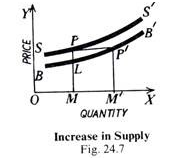 Y
S'
B'
P
P'
S
B
L
PRICE
O
M
M'
X
QUANTITY
Increase in Supply
Fig. 24.7